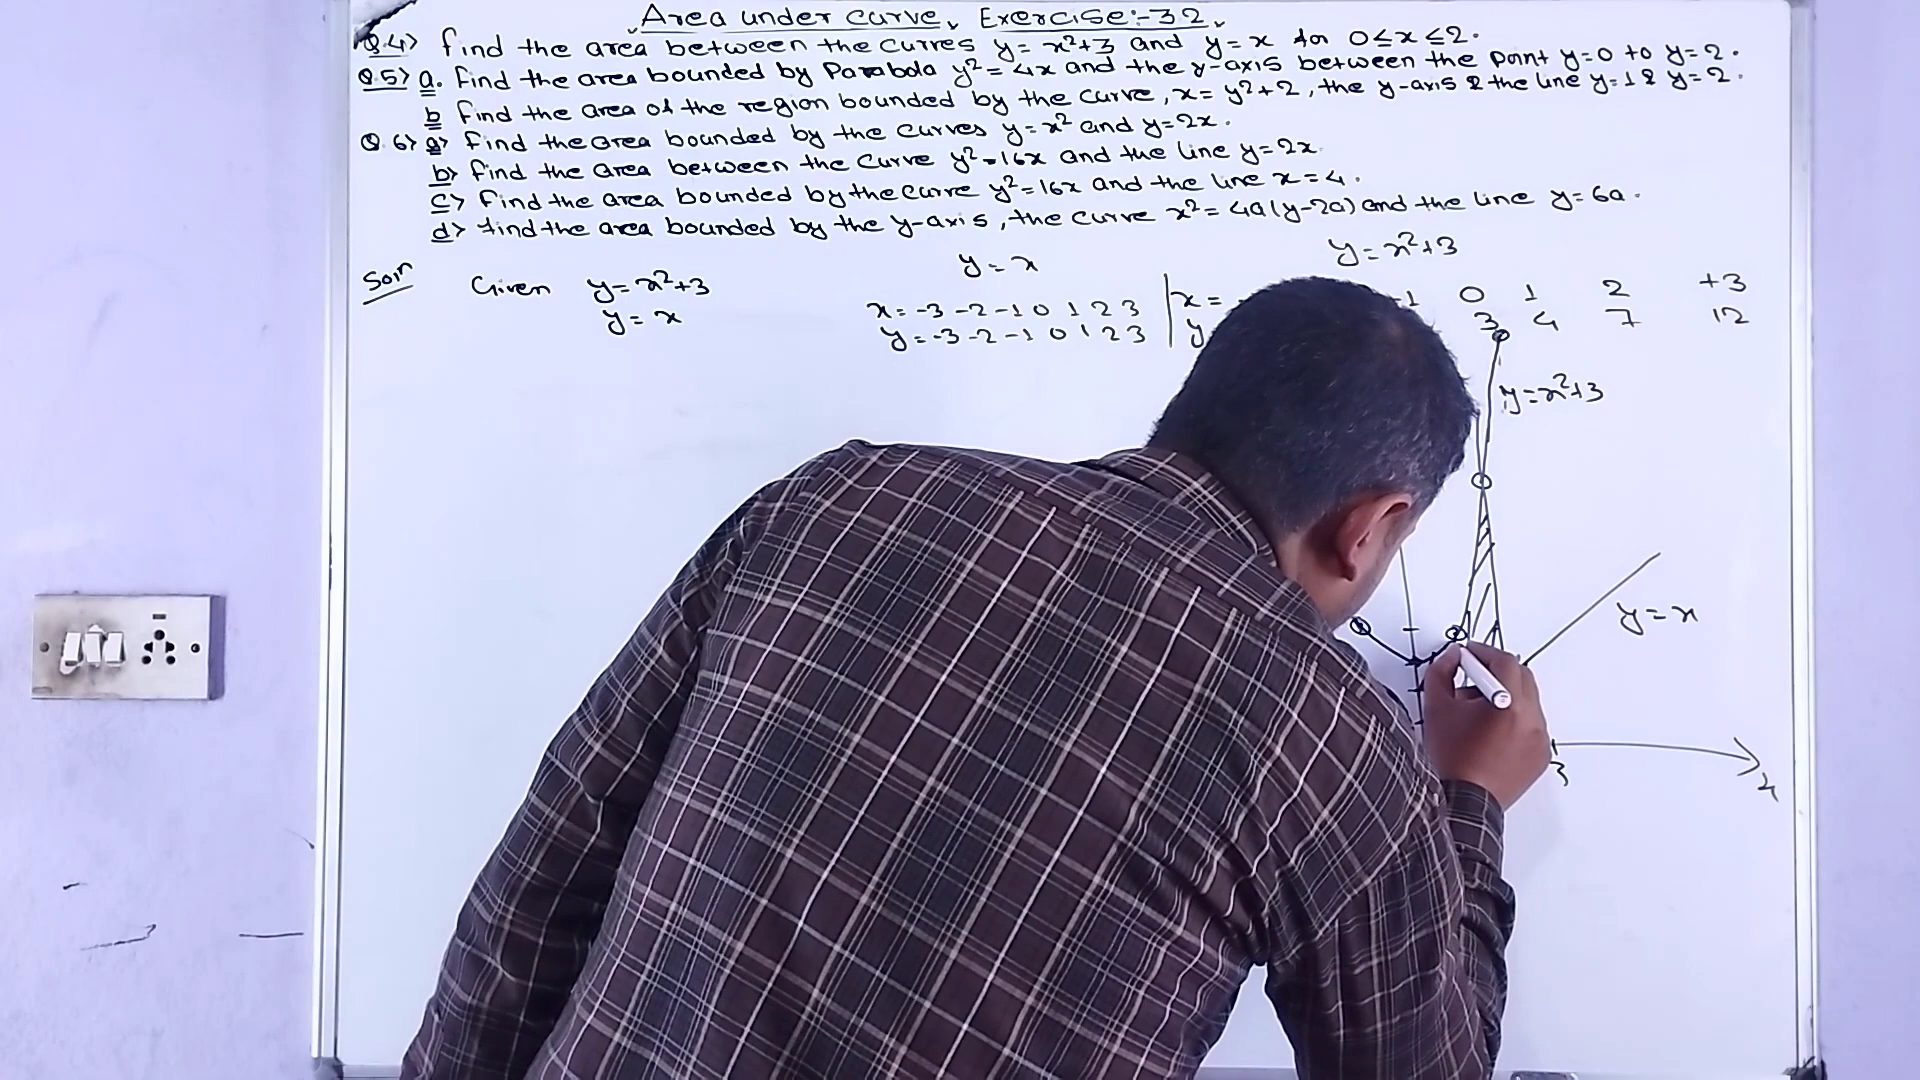 Area under curve, Exercise:-32.
Q.4> find the area between the curves y = x²+3 and y = x for 0≤x≤2.
Q.5> a. Find the area bounded by Parabola y² = 4x and the y-axis between the point y=0 to y=2.
b find the area of the region bounded by the curve, x = y²+2, the y-axis & the line y=1 & y=2.
Q.6> a> Find the area bounded by the curves y=x² and y=2x.
b> find the area between the curve y²=16x and the line y=2x.
c> Find the area bounded by the curve y²=16x and the line x=4.
d> find the area bounded by the y-axis, the curve x²=4a(y-2a) and the line y=6a.
Soln Given y=x²+3
y=x
y=x
x = -3 -2 -1 0 1 2 3
y = -3 -2 -1 0 1 2 3
y=x²+3
x = -1 0 1 2 +3
y 3 4 7 12
y=x²+3
y=x
3
x